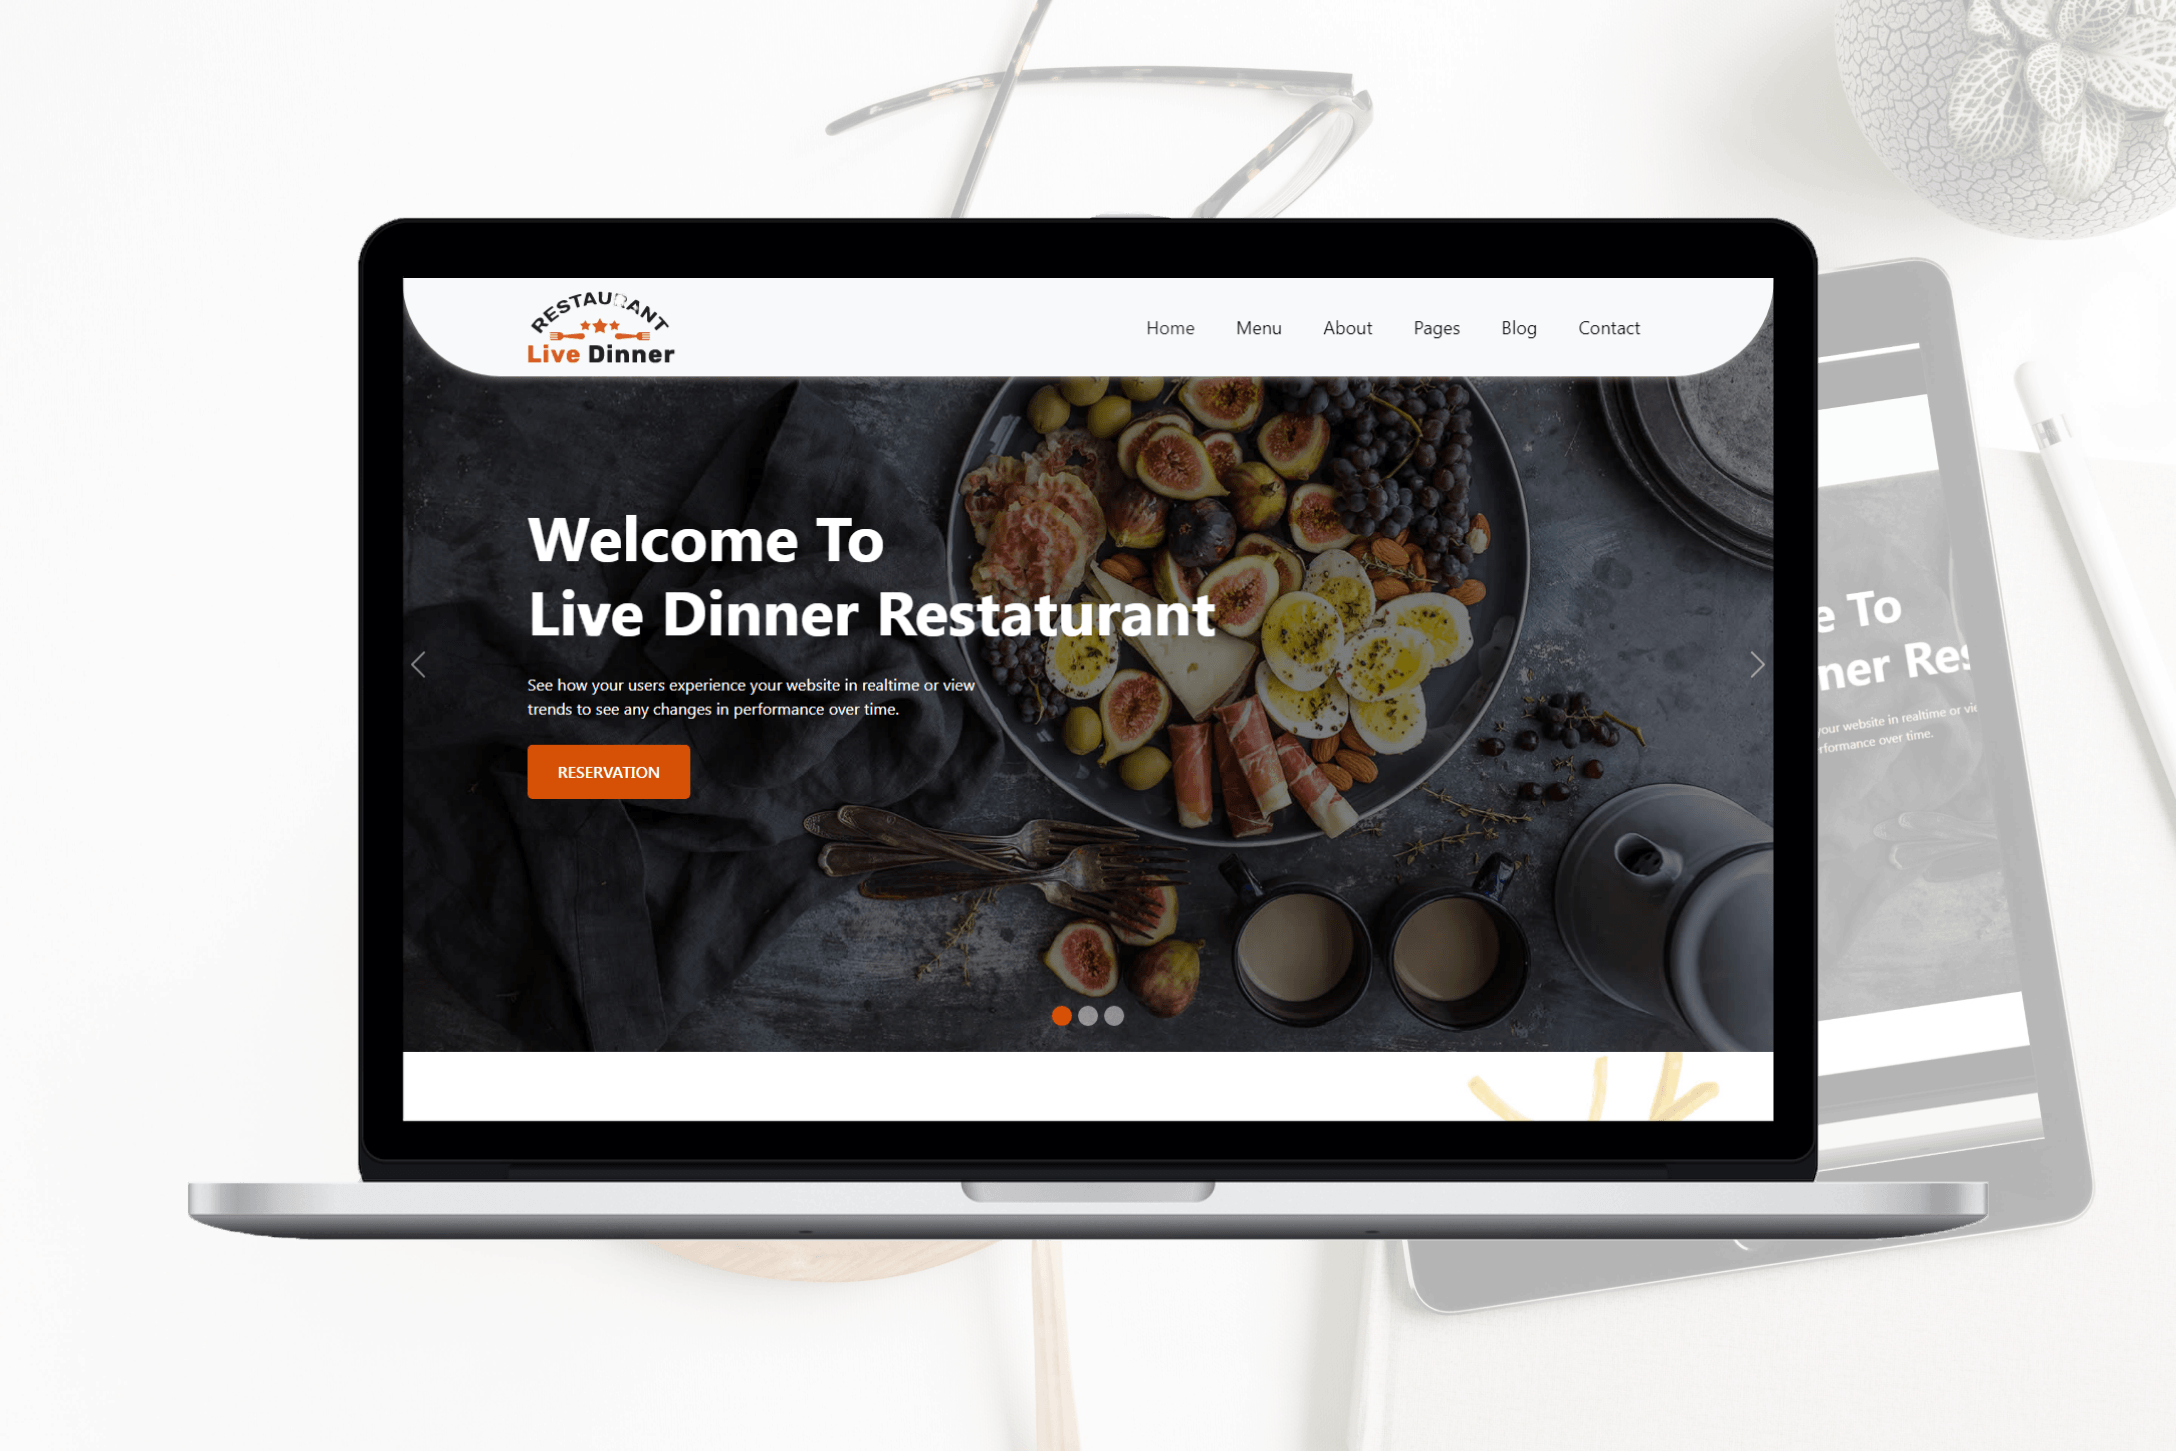 RESTAURANT
Live Dinner
Home Menu About Pages Blog Contact
Welcome To
Live Dinner Restaturant
See how your users experience your website in realtime or view
trends to see any changes in performance over time.
RESERVATION
e To
ner Res
our website in realtime or vie
rformance over time.